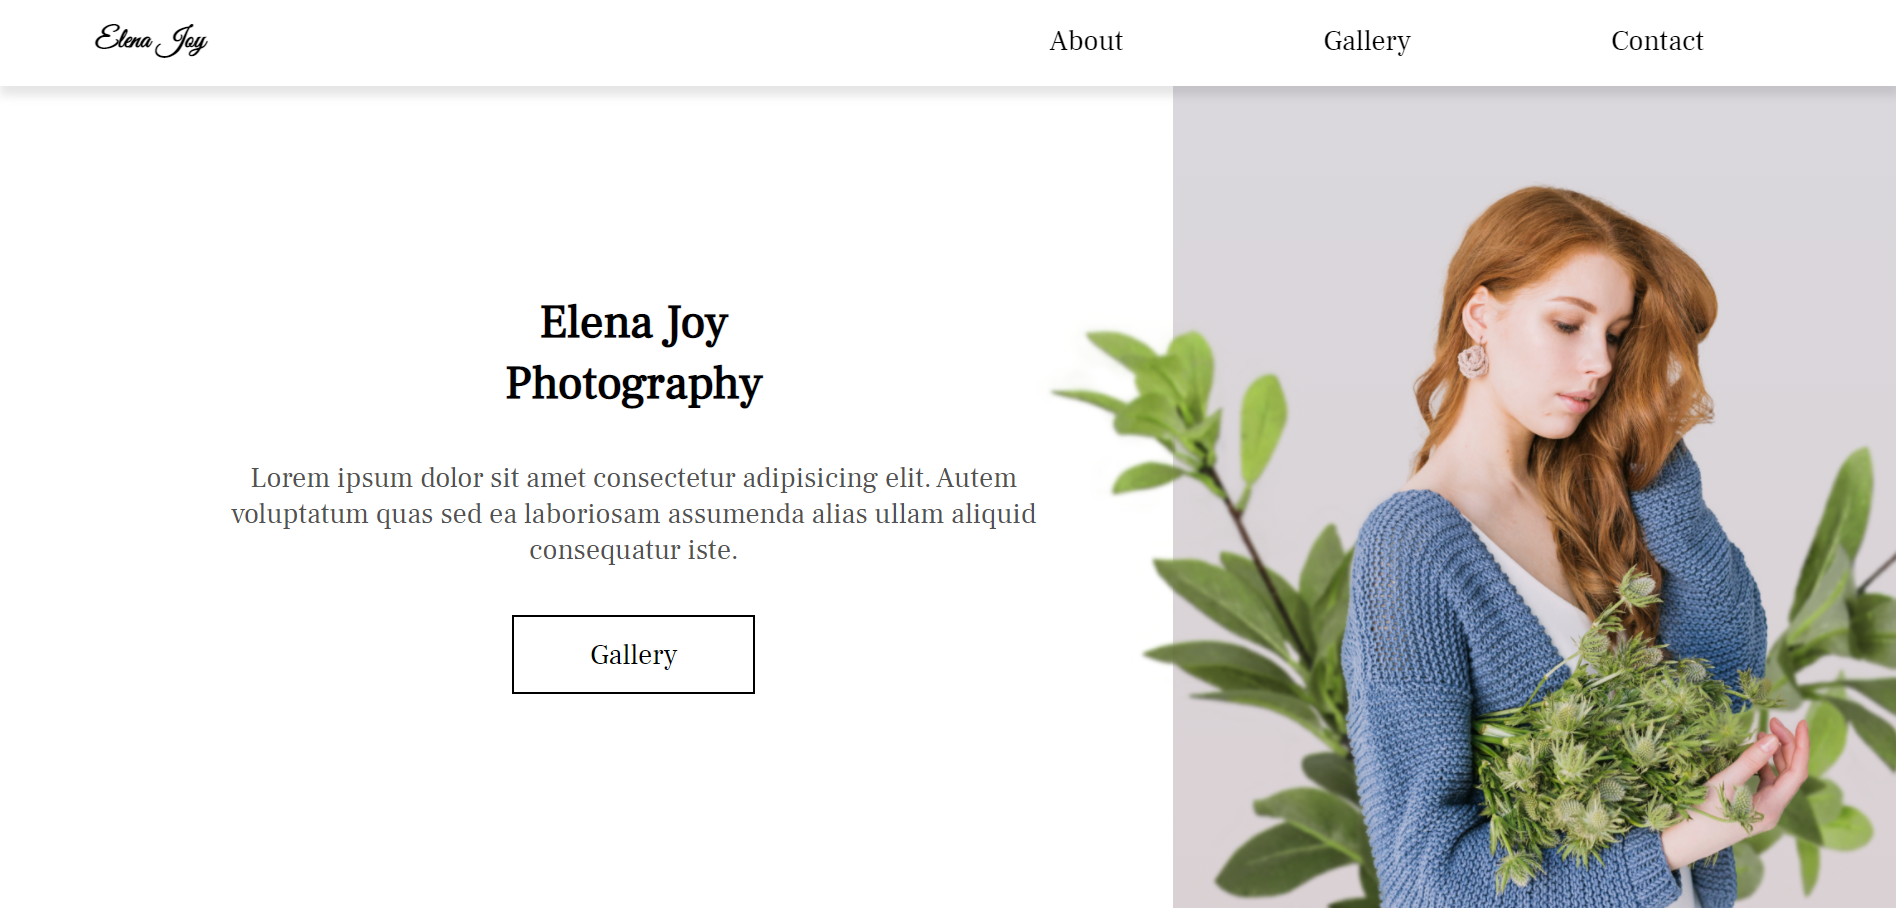 Elena Joy
About
Gallery
Contact
Elena Joy
Photography
Lorem ipsum dolor sit amet consectetur adipisicing elit. Autem
voluptatum quas sed ea laboriosam assumenda alias ullam aliquid
consequatur iste.
Gallery